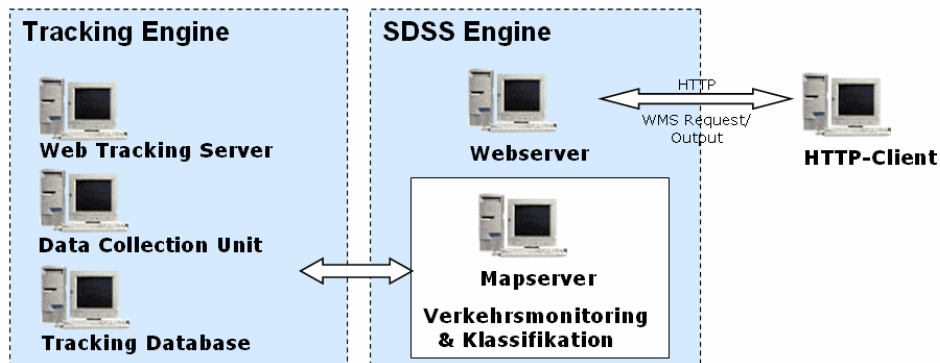 Tracking Engine
Web Tracking Server
Data Collection Unit
Tracking Database
SDSS Engine
Webserver
Mapserver
Verkehrsmonitoring
& Klassifikation
HTTP
WMS Request/
Output
HTTP-Client